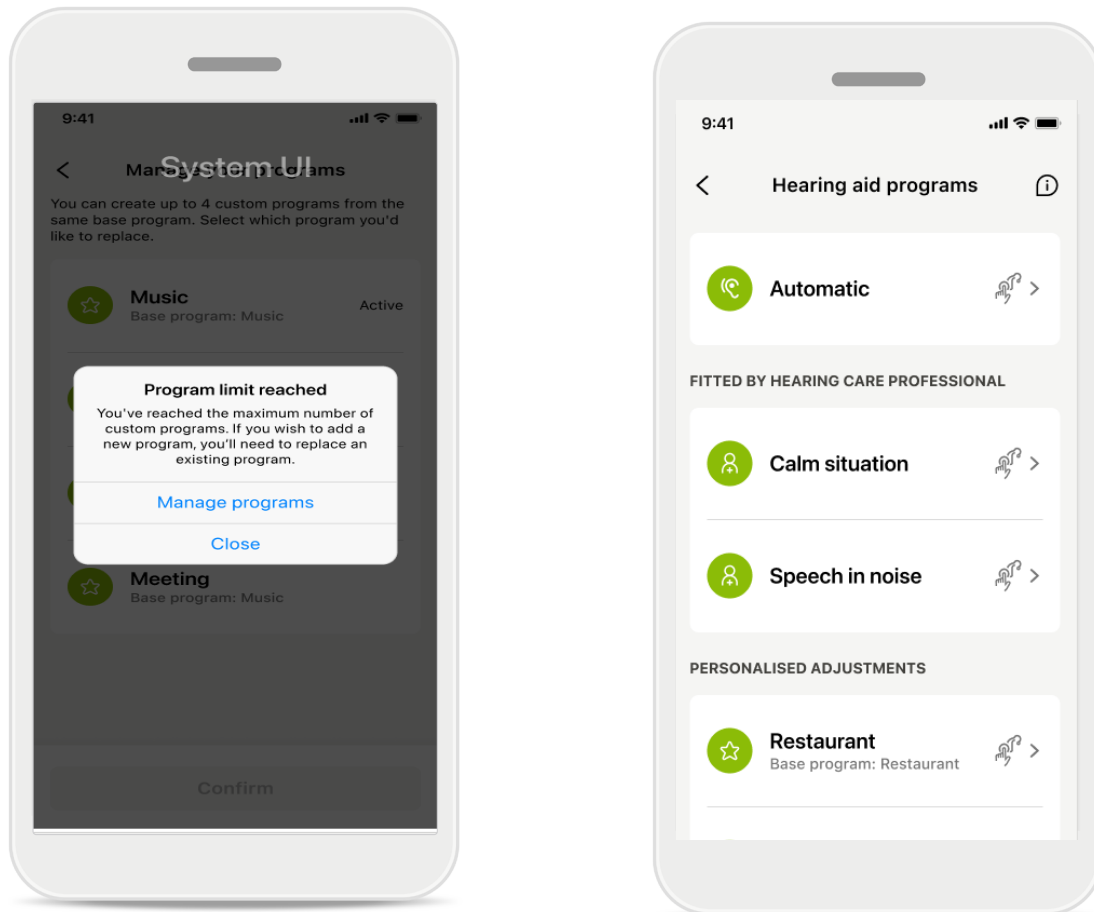 9:41
System UI
Manage your programs
You can create up to 4 custom programs from the
same base program. Select which program you'd
like to replace.
Music
Base program: Music
Active
Program limit reached
You've reached the maximum number of
custom programs. If you wish to add a
new program, you'll need to replace an
existing program.
Manage programs
Close
Meeting
Base program: Music
Confirm
9:41
Hearing aid programs
Automatic
FITTED BY HEARING CARE PROFESSIONAL
Calm situation
Speech in noise
PERSONALISED ADJUSTMENTS
Restaurant
Base program: Restaurant